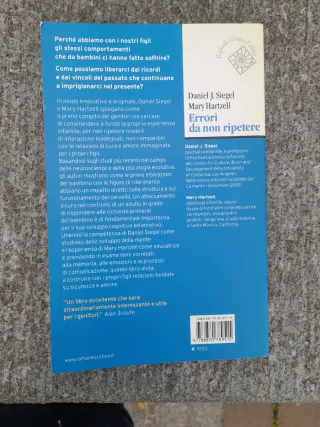 Perché abbiamo con i nostri figli
gli stessi comportamenti
che da bambini ci hanno fatto soffrire?
Come possiamo liberarci dai ricordi
e dai vincoli del passato che continuano
a imprigionarci nel presente?
In modo innovativo e originale, Daniel Siegel
e Mary Hartzell spiegano come
il primo compito dei genitori sia cercare
di comprendere a fondo la propria esperienza
infantile, per non ripetere modelli
di interazione inadeguati, non compatibili
con le relazioni di cura e amore immaginate
per i propri figli.
Basandosi sugli studi più recenti nel campo
delle neuroscienze e della psicologia evolutiva,
gli autori mostrano come le prime interazioni
del bambino con le figure di riferimento
abbiano un impatto diretto sulla struttura e sul
funzionamento del cervello. Un attaccamento
sicuro nei confronti di un adulto in grado
di rispondere alle richieste primarie
del bambino è di fondamentale importanza
per il suo sviluppo cognitivo ed emotivo.
Unendo la competenza di Daniel Siegel come
studioso dello sviluppo della mente
e l'esperienza di Mary Hartzell come educatrice
e prendendo in esame temi correlati
alla memoria, alle emozioni e ai processi
di comunicazione, questo libro aiuta
a costruire con i propri figli relazioni fondate
su sicurezza e amore.
"Un libro eccellente che sarà
straordinariamente interessante e utile
per i genitori." Alan Sroufe
www.raffaellocortina.it
Daniel J. Siegel
Mary Hartzell
Errori
da non ripetere
Daniel J. Siegel,
Mary Hartzell,